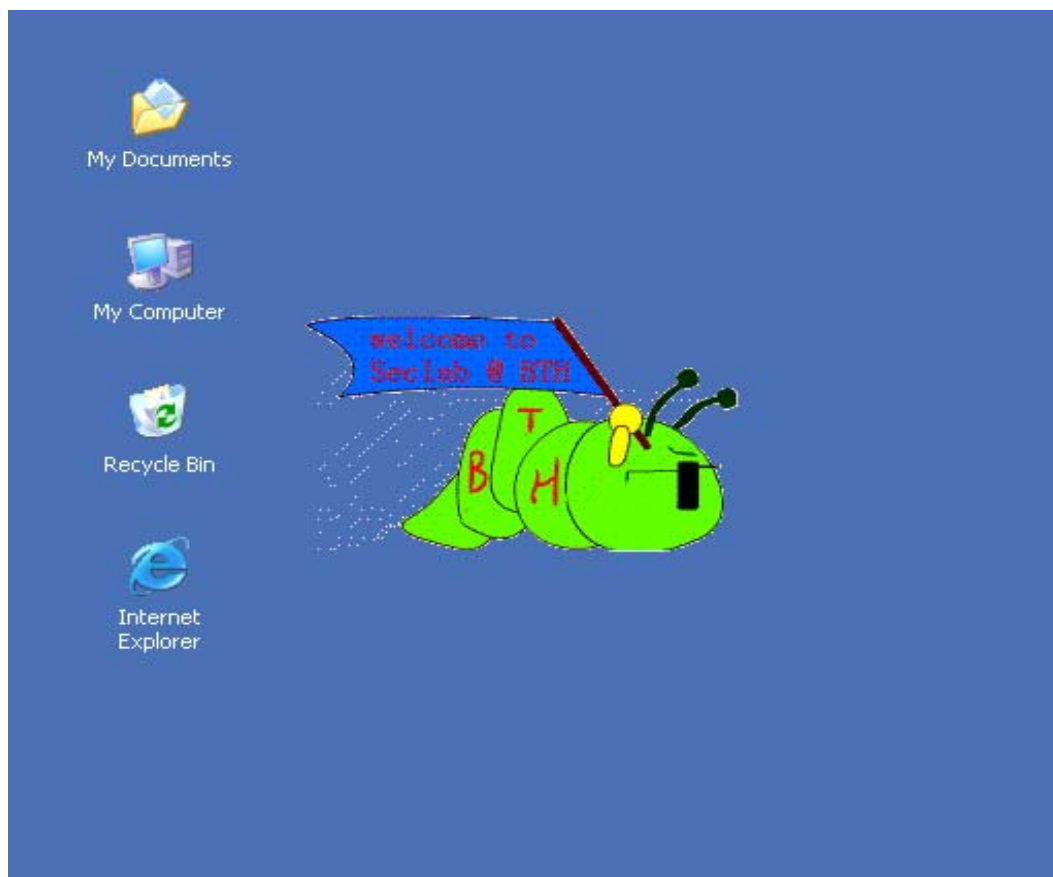 My Documents
My Computer
Recycle Bin
Internet
Explorer
welcome to
Seclab @ BTH
B T H